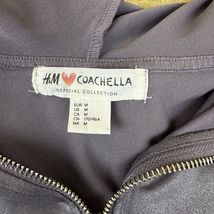 H&M ♥ COACHELLA
OFFICIAL COLLECTION
EUR M
US M
CA M
CN 170/96A
MX M